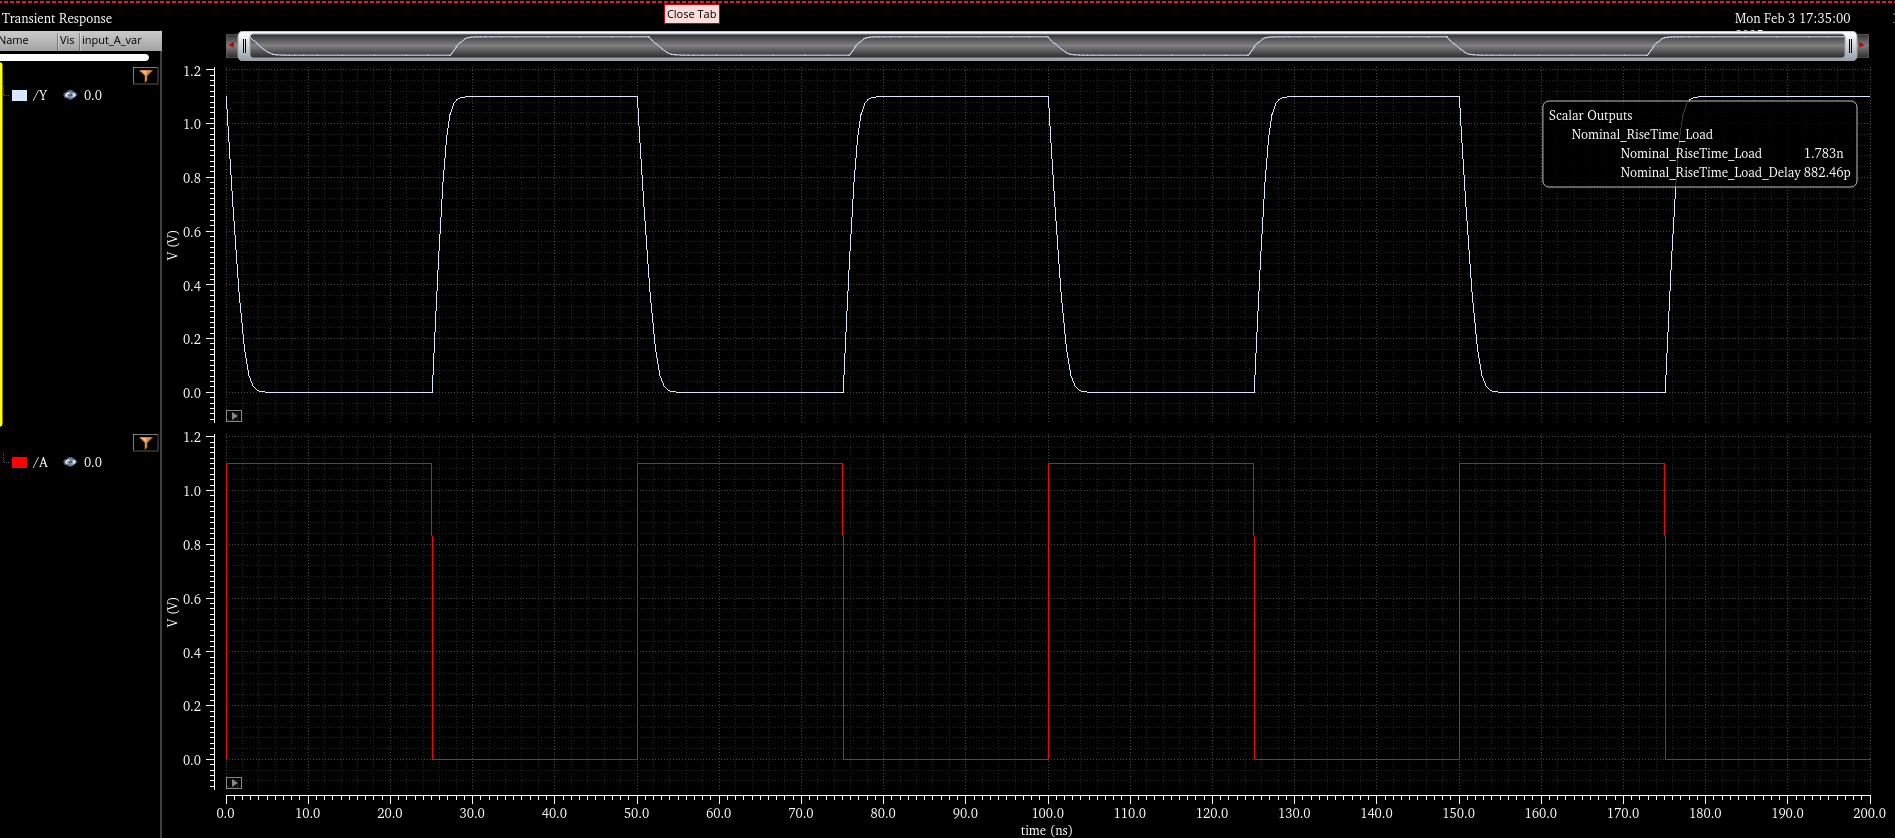 Transient Response
Close Tab
Mon Feb 3 17:35:00
Name Vis input_A_var
/Y 0.0
1.2
1.0
0.8
0.6
0.4
0.2
0.0
V (V)
Scalar Outputs
Nominal_RiseTime_Load
Nominal_RiseTime_Load 1.783n
Nominal_RiseTime_Load_Delay 882.46p
/A 0.0
1.2
1.0
0.8
0.6
0.4
0.2
0.0
V (V)
0.0 10.0 20.0 30.0 40.0 50.0 60.0 70.0 80.0 90.0 100.0 110.0 120.0 130.0 140.0 150.0 160.0 170.0 180.0 190.0 200.0
time (ns)